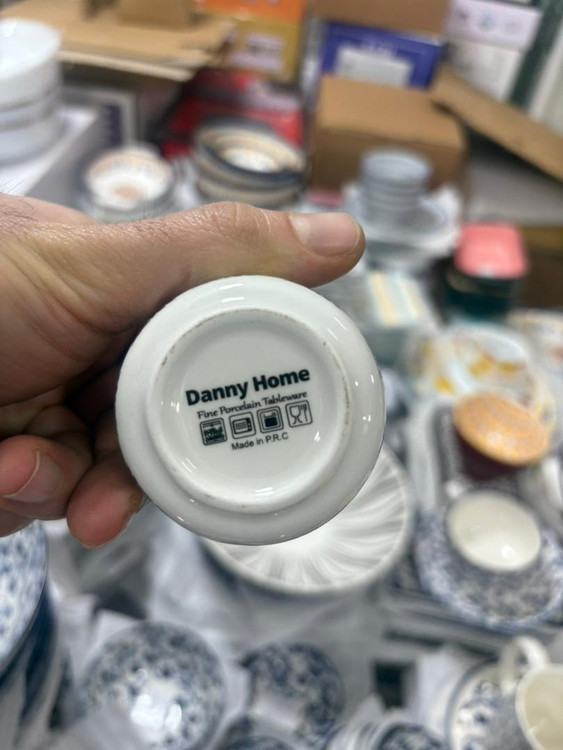 Danny Home
Fine Porcelain Tableware
Made in P.R.C